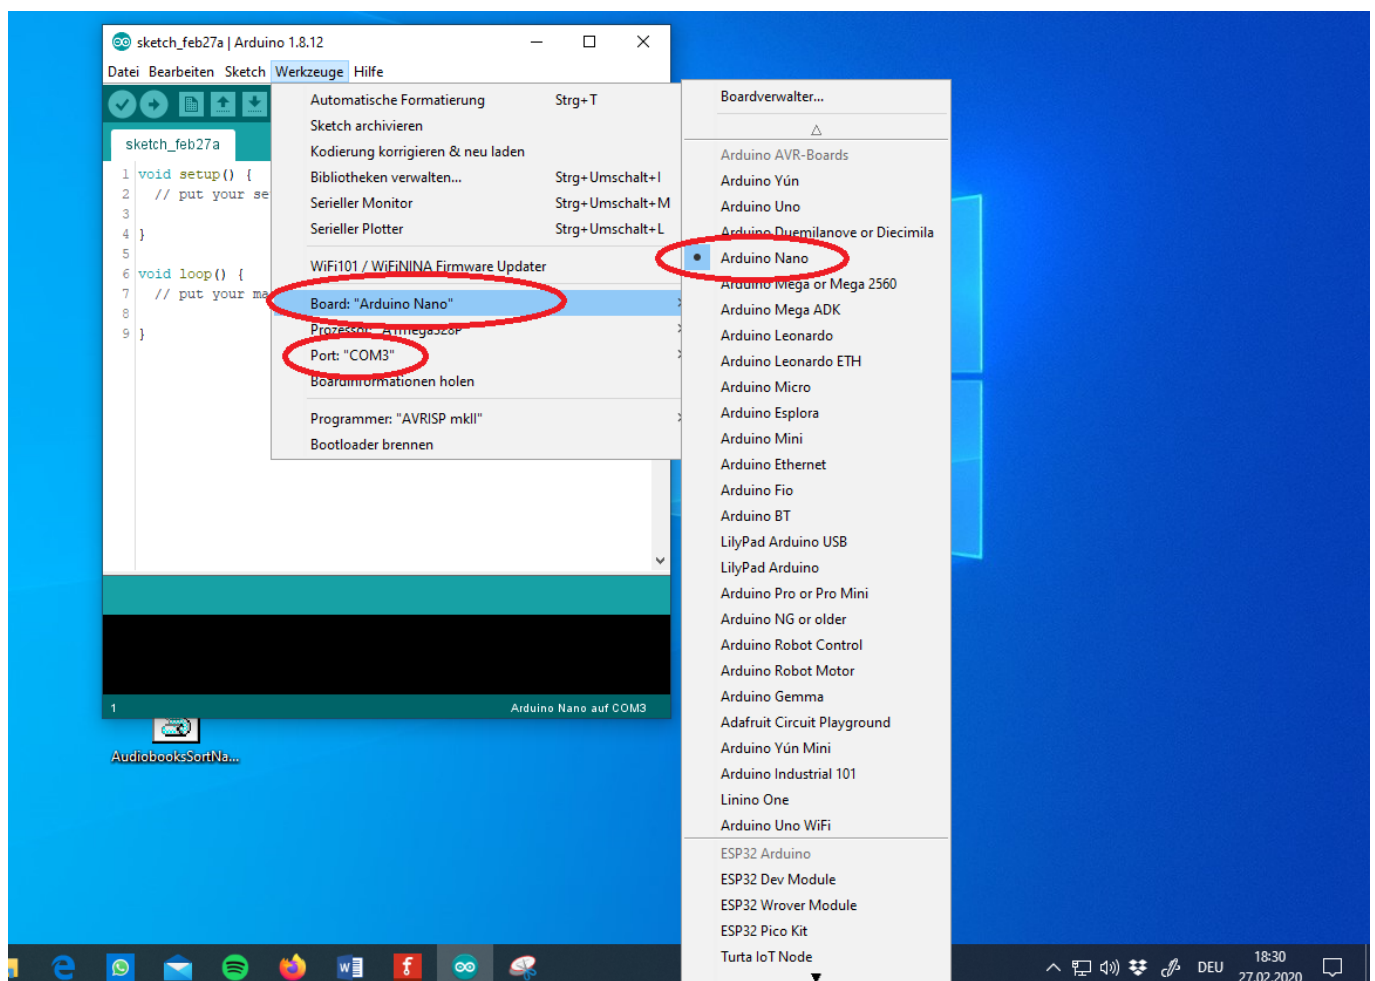 sketch_feb27a | Arduino 1.8.12
Datei Bearbeiten Sketch Werkzeuge Hilfe
sketch_feb27a
1 void setup() {
2 // put your se
3
4 }
5
6 void loop() {
7 // put your ma
8
9 }
Automatische Formatierung Strg+T
Sketch archivieren
Kodierung korrigieren & neu laden
Bibliotheken verwalten... Strg+Umschalt+I
Serieller Monitor Strg+Umschalt+M
Serieller Plotter Strg+Umschalt+L
WiFi101 / WiFiNINA Firmware Updater
Board: "Arduino Nano"
Prozessor: "ATmega328P"
Port: "COM3"
Boardinformationen holen
Programmer: "AVRISP mkII"
Bootloader brennen
Boardverwalter...
Arduino AVR-Boards
Arduino Yún
Arduino Uno
Arduino Duemilanove or Diecimila
Arduino Nano
Arduino Mega or Mega 2560
Arduino Mega ADK
Arduino Leonardo
Arduino Leonardo ETH
Arduino Micro
Arduino Esplora
Arduino Mini
Arduino Ethernet
Arduino Fio
Arduino BT
LilyPad Arduino USB
LilyPad Arduino
Arduino Pro or Pro Mini
Arduino NG or older
Arduino Robot Control
Arduino Robot Motor
Arduino Gemma
Adafruit Circuit Playground
Arduino Yún Mini
Arduino Industrial 101
Linino One
Arduino Uno WiFi
ESP32 Arduino
ESP32 Dev Module
ESP32 Wrover Module
ESP32 Pico Kit
Turta IoT Node
1 Arduino Nano auf COM3
AudiobooksSortNa...
DEU
18:30
27.02.2020